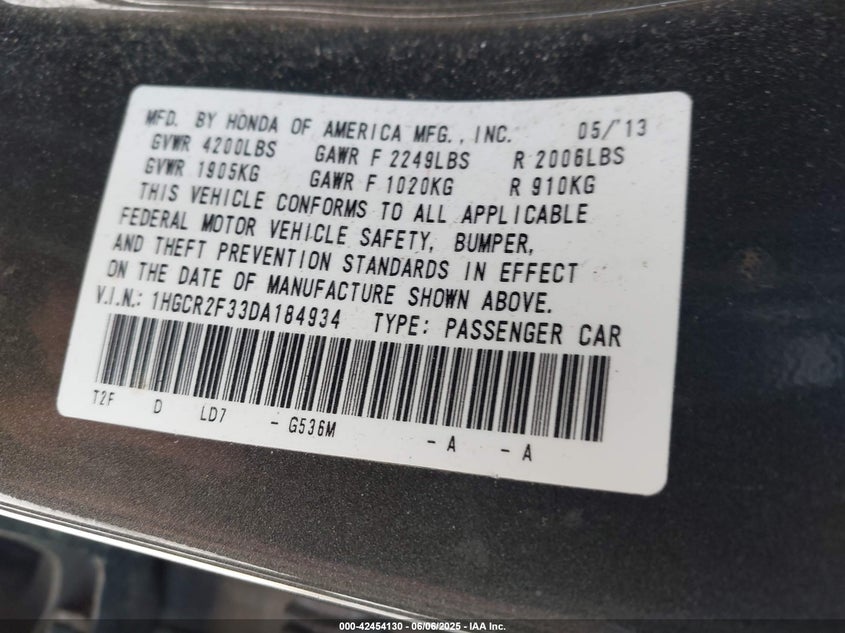 MFD. BY HONDA OF AMERICA MFG., INC. 05/'13
GVWR 4200LBS GAWR F 2249LBS R 2006LBS
GVWR 1905KG GAWR F 1020KG R 910KG
THIS VEHICLE CONFORMS TO ALL APPLICABLE
FEDERAL MOTOR VEHICLE SAFETY, BUMPER,
AND THEFT PREVENTION STANDARDS IN EFFECT
ON THE DATE OF MANUFACTURE SHOWN ABOVE.
V.I.N.: 1HGCR2F33DA184934 TYPE: PASSENGER CAR
T2F D LD7 - G536M - A - A
000-42454130 - 06/06/2025 - IAA Inc.